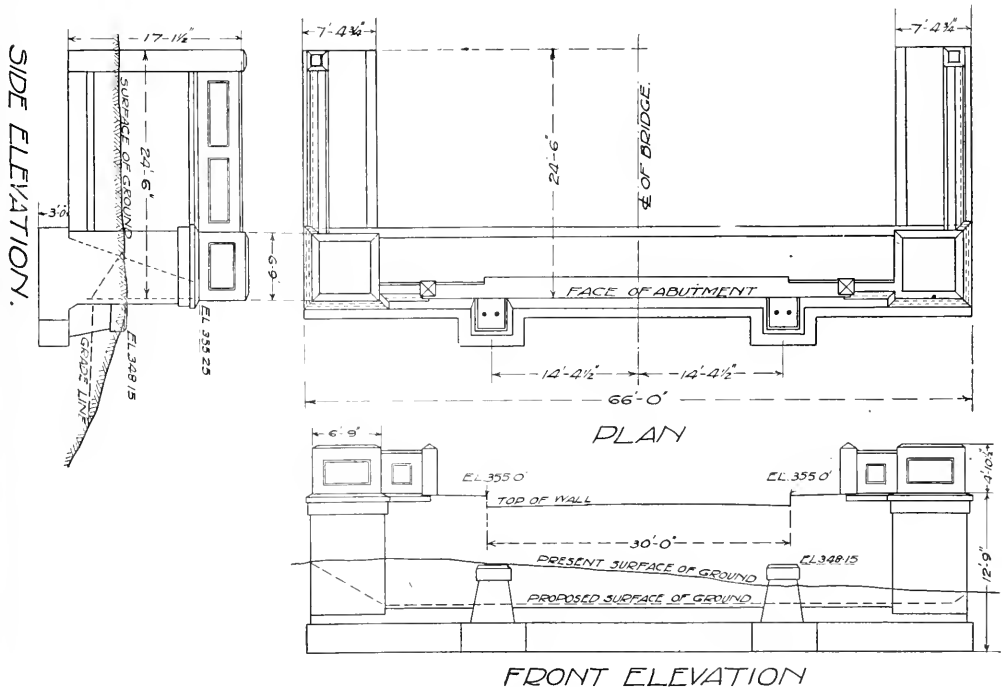 SIDE ELEVATION.
17'-1½"
SURFACE OF GROUND
24'-6"
3'-0"
6'-9"
EL 355.25
EL 348.15
GRADE LINE
7'-4¾"
7'-4¾"
24'-6"
℄ OF BRIDGE.
FACE OF ABUTMENT
14'-4½"
14'-4½"
66'-0"
PLAN
6'-9"
EL 355.0'
EL 355.0'
4'-10½"
TOP OF WALL
30'-0"
PRESENT SURFACE OF GROUND
EL 348.15
12'-9"
PROPOSED SURFACE OF GROUND
FRONT ELEVATION